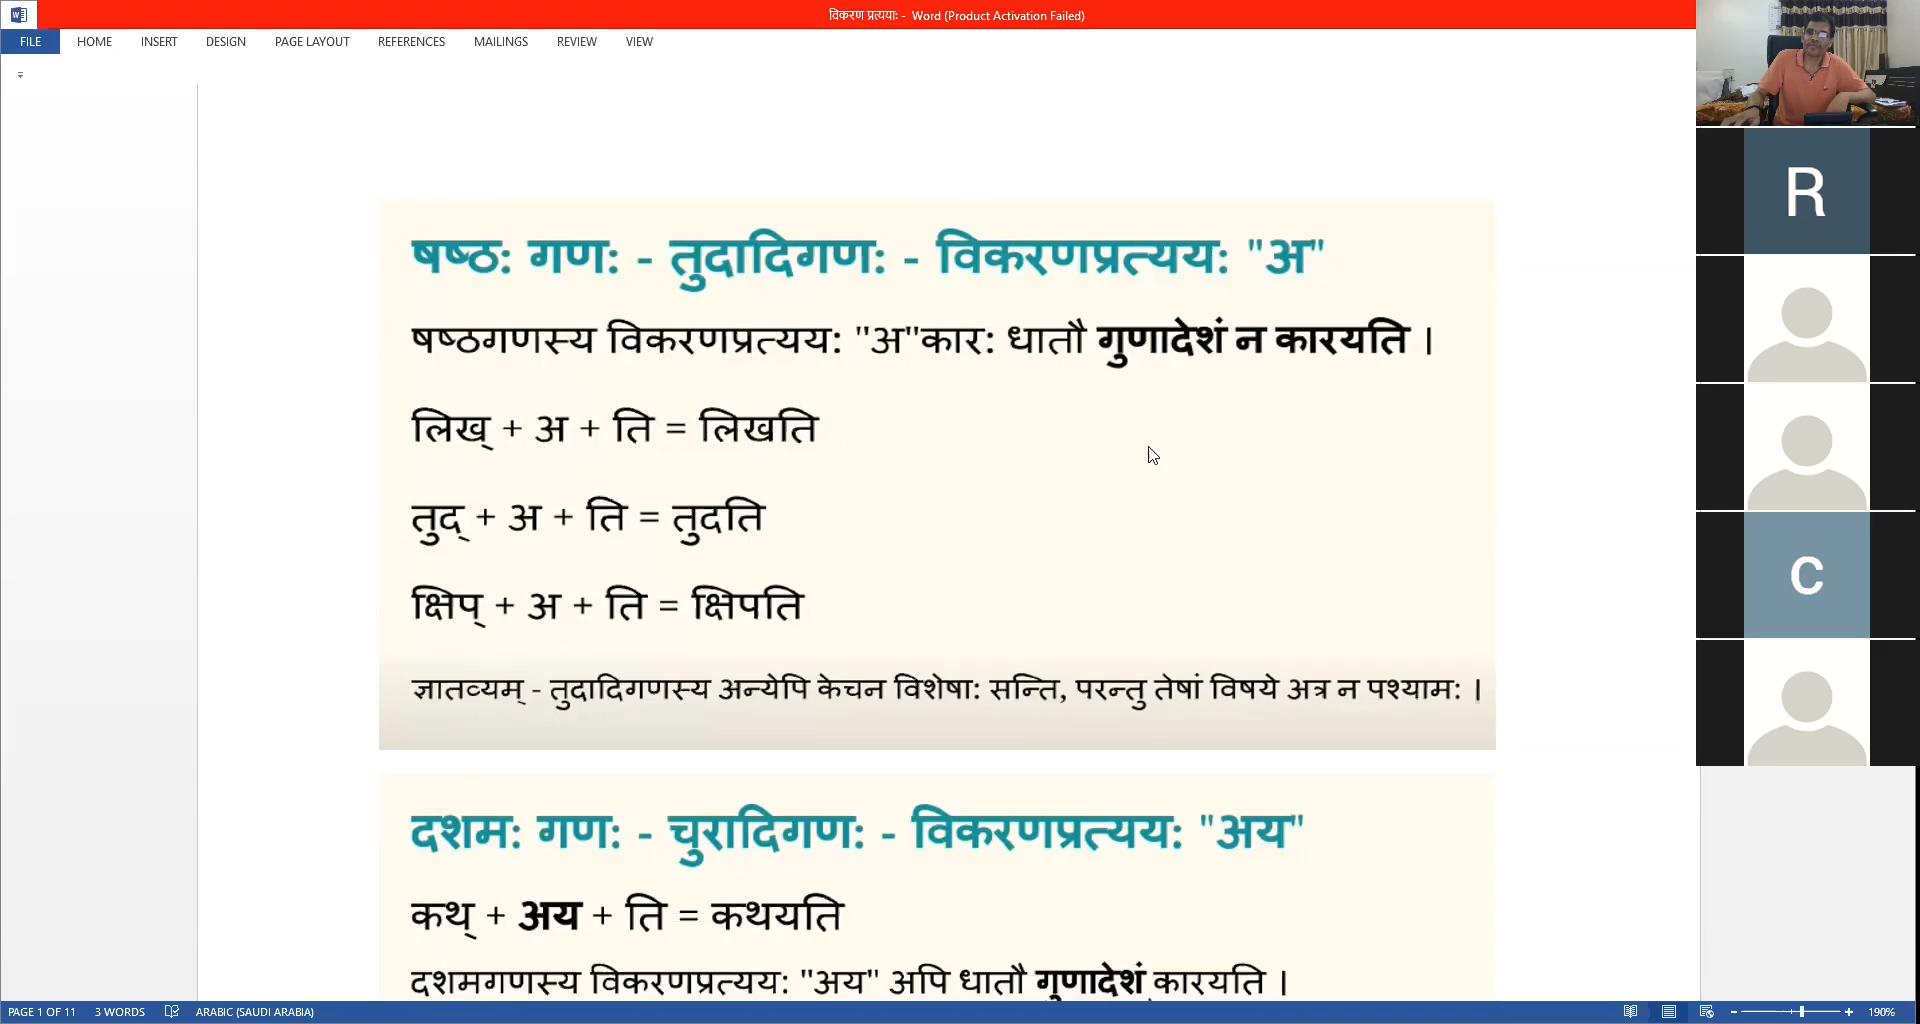 विकरण प्रत्ययाः - Word (Product Activation Failed)
FILE HOME INSERT DESIGN PAGE LAYOUT REFERENCES MAILINGS REVIEW VIEW
षष्ठ: गण: - तुदादिगण: - विकरणप्रत्यय: "अ"
षष्ठगणस्य विकरणप्रत्यय: "अ"कार: धातौ गुणादेशं न कारयति ।
लिख् + अ + ति = लिखति
तुद् + अ + ति = तुदति
क्षिप् + अ + ति = क्षिपति
ज्ञातव्यम् - तुदादिगणस्य अन्येपि केचन विशेषा: सन्ति, परन्तु तेषां विषये अत्र न पश्याम: ।
दशम: गण: - चुरादिगण: - विकरणप्रत्यय: "अय"
कथ् + अय + ति = कथयति
दशमगणस्य विकरणप्रत्यय: "अय" अपि धातौ गुणादेशं कारयति ।
R
C
PAGE 1 OF 11 3 WORDS ARABIC (SAUDI ARABIA) 190%